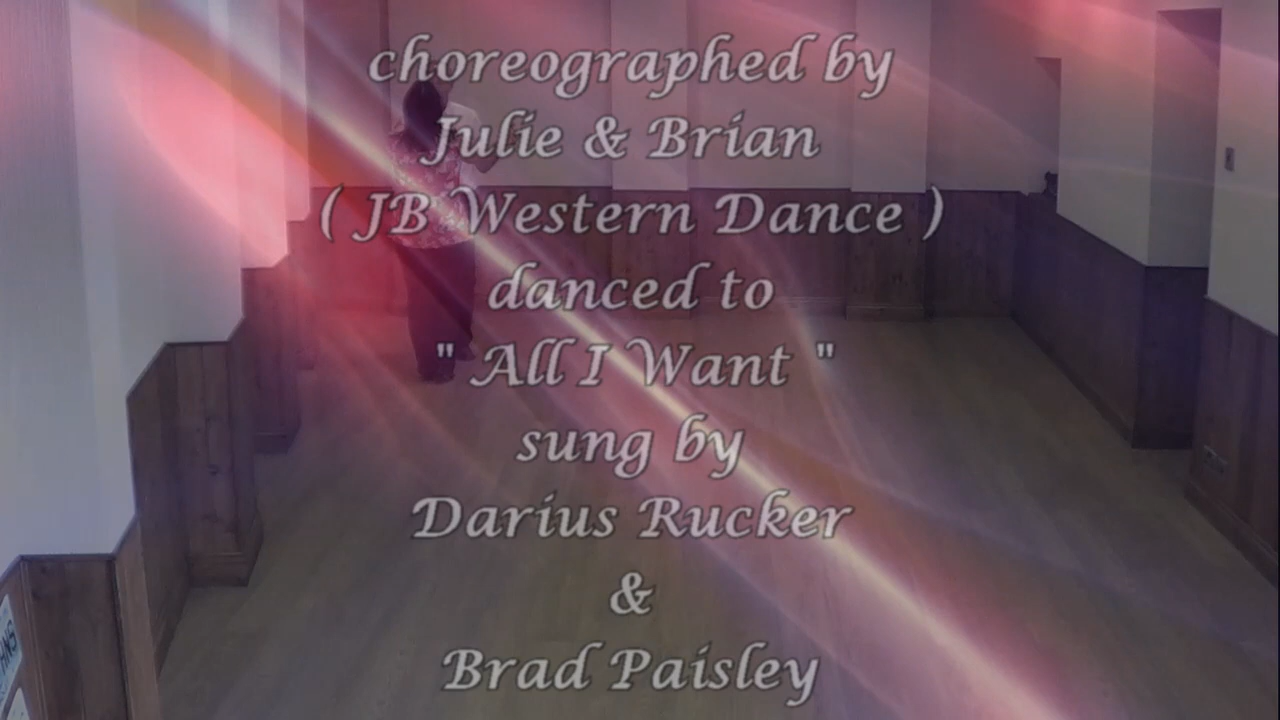 choreographed by
Julie & Brian
( JB Western Dance )
danced to
" All I Want "
sung by
Darius Rucker
&
Brad Paisley